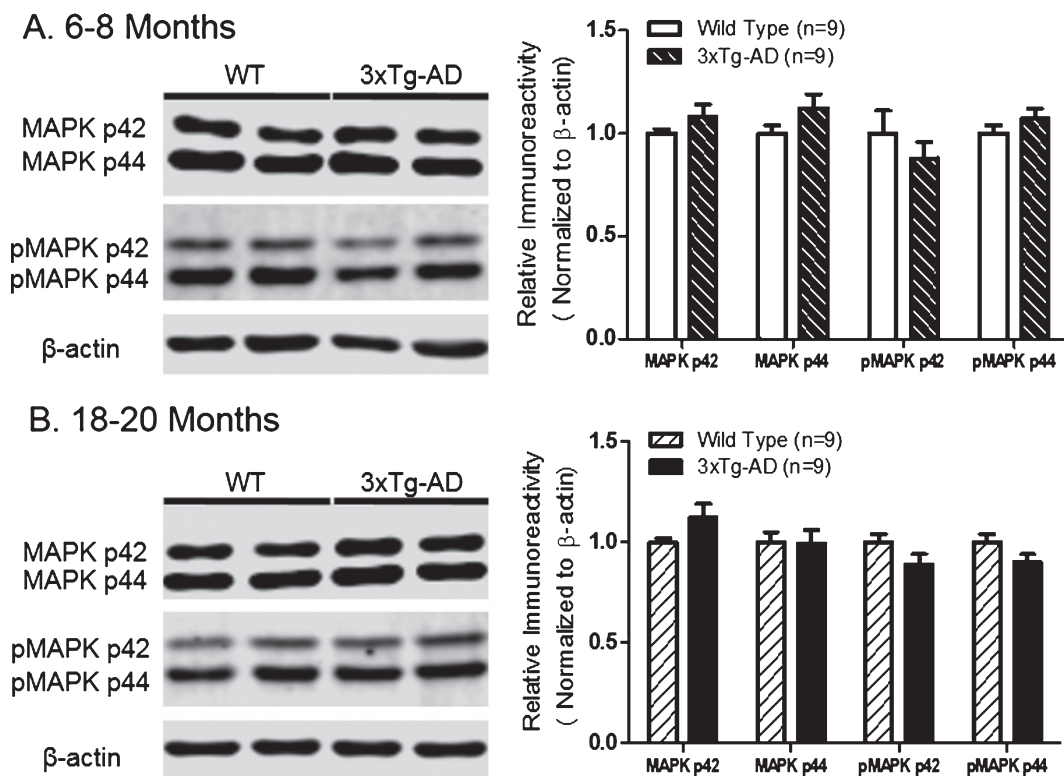 A. 6-8 Months
WT 3xTg-AD
MAPK p42
MAPK p44
pMAPK p42
pMAPK p44
β-actin
Relative Immunoreactivity
( Normalized to β-actin)
1.5
1.0
0.5
0.0
Wild Type (n=9)
3xTg-AD (n=9)
MAPK p42 MAPK p44 pMAPK p42 pMAPK p44
B. 18-20 Months
WT 3xTg-AD
MAPK p42
MAPK p44
pMAPK p42
pMAPK p44
β-actin
Relative Immunoreactivity
( Normalized to β-actin)
1.5
1.0
0.5
0.0
Wild Type (n=9)
3xTg-AD (n=9)
MAPK p42 MAPK p44 pMAPK p42 pMAPK p44